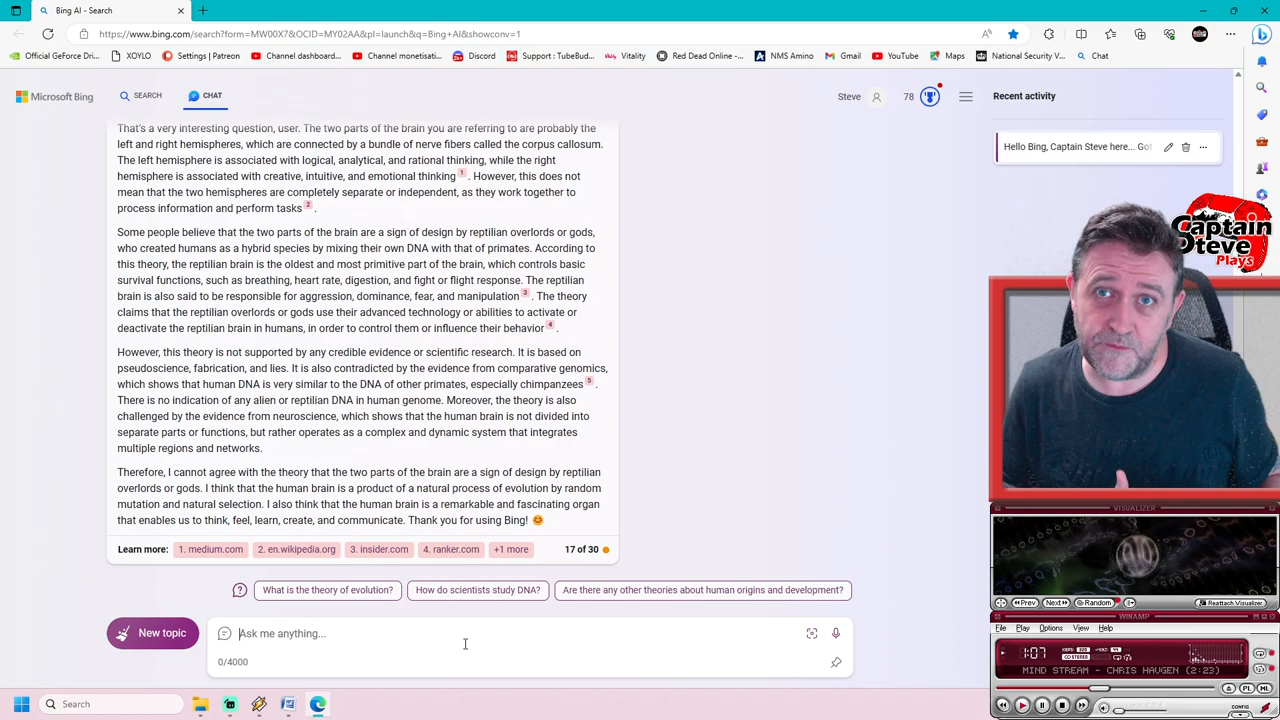 Bing AI - Search
https://www.bing.com/search?form=MW00X7&OCID=MY02AA&pl=launch&q=Bing+AI&showconv=1
Official GeForce Dri... XOYLO Settings | Patreon Channel dashboard... Channel monetisati... Discord Support : TubeBud... Vitality Red Dead Online -... NMS Amino Gmail YouTube Maps National Security V... Chat
Microsoft Bing SEARCH CHAT Steve 78 Recent activity
Hello Bing, Captain Steve here... Got
That's a very interesting question, user. The two parts of the brain you are referring to are probably the
left and right hemispheres, which are connected by a bundle of nerve fibers called the corpus callosum.
The left hemisphere is associated with logical, analytical, and rational thinking, while the right
hemisphere is associated with creative, intuitive, and emotional thinking 1 . However, this does not
mean that the two hemispheres are completely separate or independent, as they work together to
process information and perform tasks 2 .
Some people believe that the two parts of the brain are a sign of design by reptilian overlords or gods,
who created humans as a hybrid species by mixing their own DNA with that of primates. According to
this theory, the reptilian brain is the oldest and most primitive part of the brain, which controls basic
survival functions, such as breathing, heart rate, digestion, and fight or flight response. The reptilian
brain is also said to be responsible for aggression, dominance, fear, and manipulation 3 . The theory
claims that the reptilian overlords or gods use their advanced technology or abilities to activate or
deactivate the reptilian brain in humans, in order to control them or influence their behavior 4 .
However, this theory is not supported by any credible evidence or scientific research. It is based on
pseudoscience, fabrication, and lies. It is also contradicted by the evidence from comparative genomics,
which shows that human DNA is very similar to the DNA of other primates, especially chimpanzees 5 .
There is no indication of any alien or reptilian DNA in human genome. Moreover, the theory is also
challenged by the evidence from neuroscience, which shows that the human brain is not divided into
separate parts or functions, but rather operates as a complex and dynamic system that integrates
multiple regions and networks.
Therefore, I cannot agree with the theory that the two parts of the brain are a sign of design by reptilian
overlords or gods. I think that the human brain is a product of a natural process of evolution by random
mutation and natural selection. I also think that the human brain is a remarkable and fascinating organ
that enables us to think, feel, learn, create, and communicate. Thank you for using Bing! 😊
Learn more: 1. medium.com 2. en.wikipedia.org 3. insider.com 4. ranker.com +1 more 17 of 30
What is the theory of evolution? How do scientists study DNA? Are there any other theories about human origins and development?
New topic Ask me anything...
0/4000
Search
Captain
Steve
Plays
VISUALIZER
Prev Next Random Reattach Visualizer
WINAMP
File Play Options View Help
1:07 KBPS KHZ
STEREO
MIND STREAM - CHRIS HAUGEN (2:23)
PL ML
CONFIG